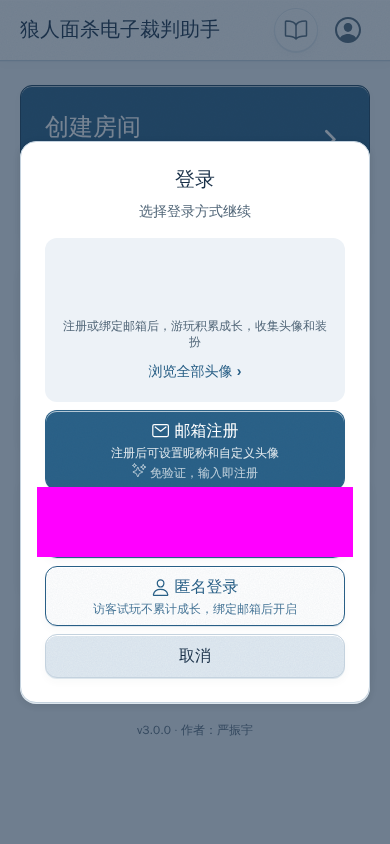 狼人面杀电子裁判助手
创建房间
登录
选择登录方式继续
注册或绑定邮箱后，游玩积累成长，收集头像和装
扮
浏览全部头像 ›
邮箱注册
注册后可设置昵称和自定义头像
免验证，输入即注册
匿名登录
访客试玩不累计成长，绑定邮箱后开启
取消
v3.0.0 · 作者：严振宇